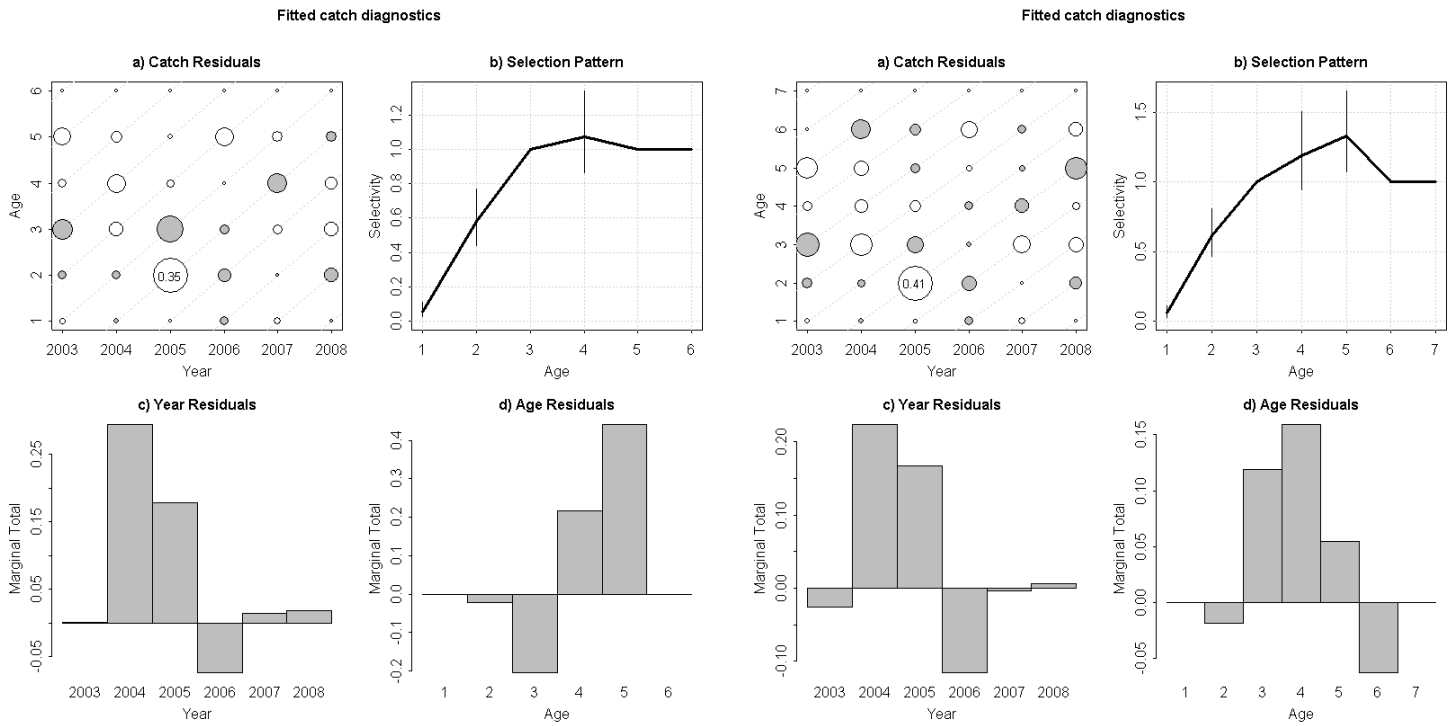 Fitted catch diagnostics
a) Catch Residuals
6
5
4
3
2
1
Age
0.35
2003 2004 2005 2006 2007 2008
Year
b) Selection Pattern
1.2
1.0
0.8
0.6
0.4
0.2
0.0
Selectivity
1 2 3 4 5 6
Age
c) Year Residuals
0.25
0.15
0.05
-0.05
Marginal Total
2003 2004 2005 2006 2007 2008
Year
d) Age Residuals
0.4
0.3
0.2
0.1
0.0
-0.1
-0.2
Marginal Total
1 2 3 4 5 6
Age
Fitted catch diagnostics
a) Catch Residuals
7
6
5
4
3
2
1
Age
0.41
2003 2004 2005 2006 2007 2008
Year
b) Selection Pattern
1.5
1.0
0.5
0.0
Selectivity
1 2 3 4 5 6 7
Age
c) Year Residuals
0.20
0.10
0.00
-0.10
Marginal Total
2003 2004 2005 2006 2007 2008
Year
d) Age Residuals
0.15
0.10
0.05
0.00
-0.05
Marginal Total
1 2 3 4 5 6 7
Age